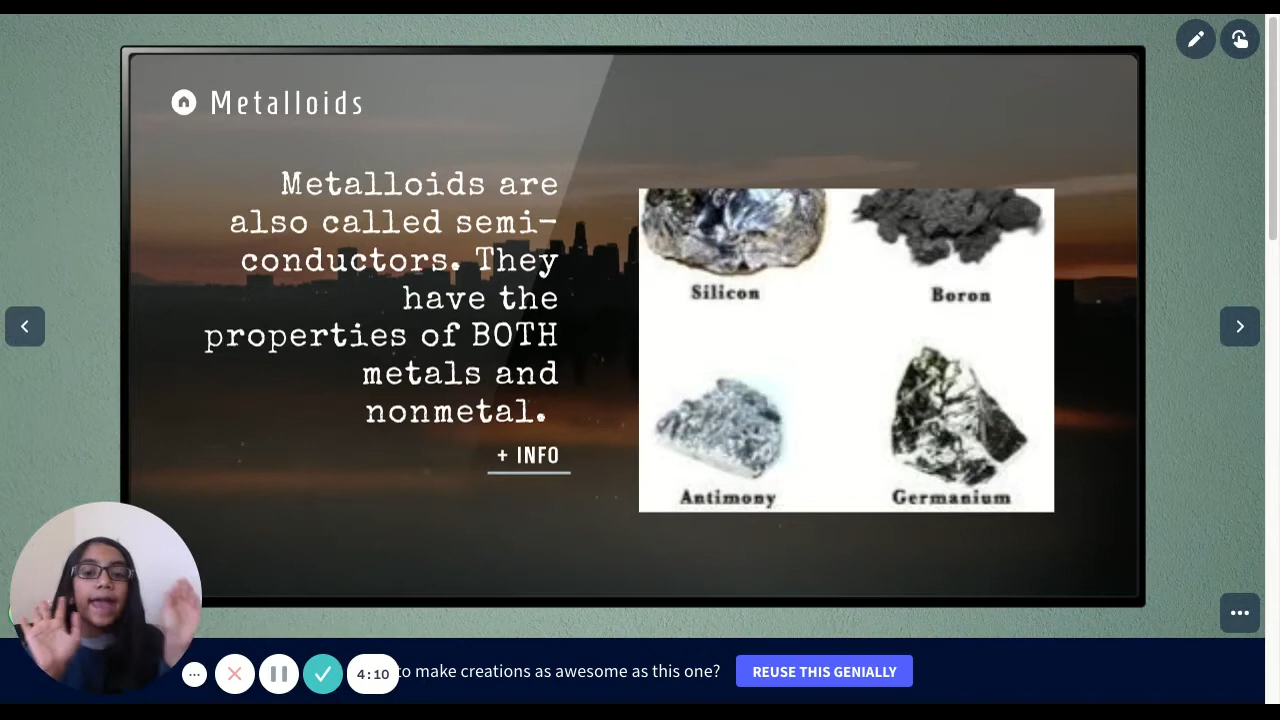 Metalloids
Metalloids are
also called semi-
conductors. They
have the
properties of BOTH
metals and
nonmetal.
+ INFO
Silicon
Boron
Antimony
Germanium
4:10
to make creations as awesome as this one?
REUSE THIS GENIALLY